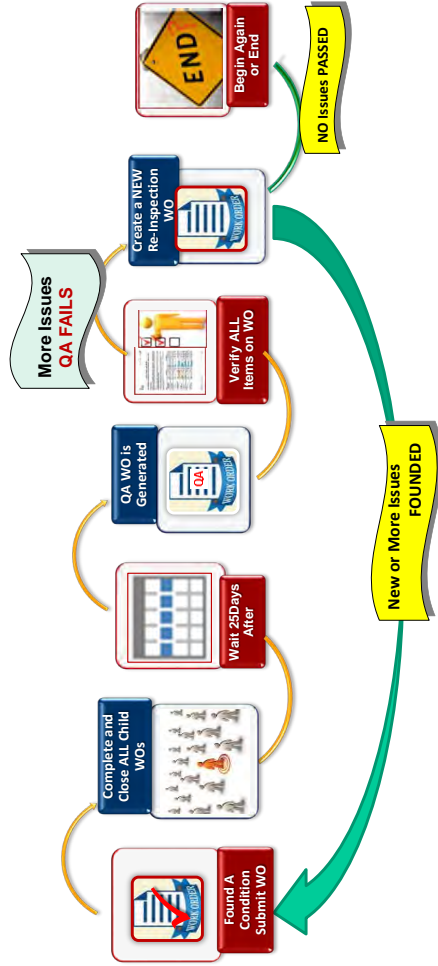 Found A
Condition
Submit WO
WORK ORDER
Complete and
Close ALL Child
WOs
Wait 25Days
After
QA WO is
Generated
QA
WORK ORDER
Verify ALL
Items on WO
More Issues
QA FAILS
Create a NEW
Re-Inspection
WO
WORK ORDER
NO Issues PASSED
Begin Again
or End
END
New or More Issues
FOUNDED